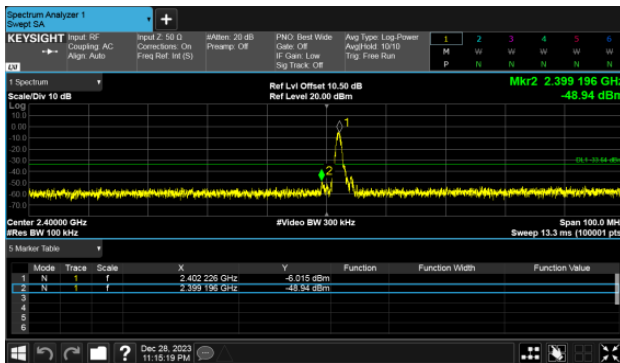 Spectrum Analyzer 1
Swept SA
+
KEYSIGHT Input: RF Input Z: 50 Ω #Atten: 20 dB PNO: Best Wide Avg Type: Log-Power 1 2 3 4 5 6
Coupling: AC Corrections: On Preamp: Off Gate: Off Avg|Hold: 10/10 M W W W W W
Align: Auto Freq Ref: Int (S) IF Gain: Low Trig: Free Run P N N N N N
LXI Sig Track: Off
1 Spectrum Ref Lvl Offset 10.50 dB Mkr2 2.399 196 GHz
Scale/Div 10 dB Ref Level 20.00 dBm -48.94 dBm
Log
10.0
0.00
-10.0
-20.0
-30.0
-40.0
-50.0
-60.0
-70.0
1
2
Center 2.40000 GHz #Video BW 300 kHz Span 100.0 MH
#Res BW 100 kHz Sweep 13.3 ms (100001 pts
5 Marker Table
Mode Trace Scale X Y Function Function Width Function Value
1 N 1 f 2.402 226 GHz -6.015 dBm
2 N 1 f 2.399 196 GHz -48.94 dBm
3
4
5
6
? Dec 28, 2023
11:15:19 PM